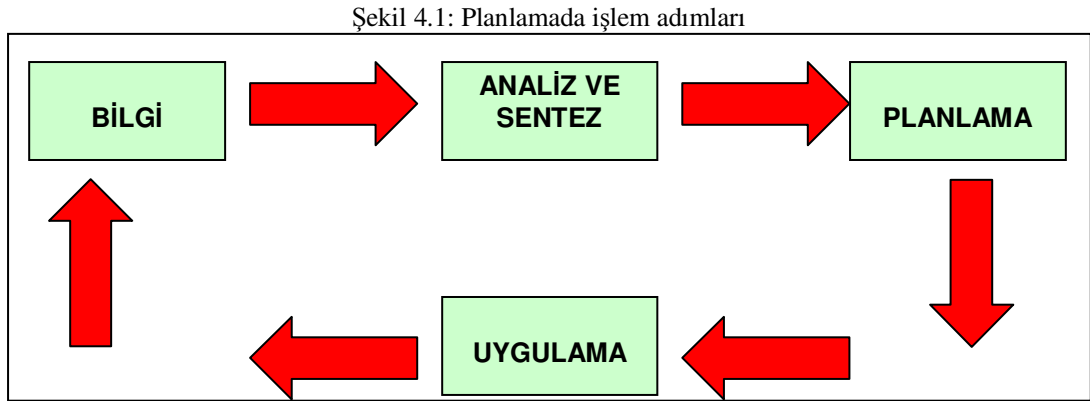 Şekil 4.1: Planlamada işlem adımları
BİLGİ
ANALİZ VE
SENTEZ
PLANLAMA
UYGULAMA